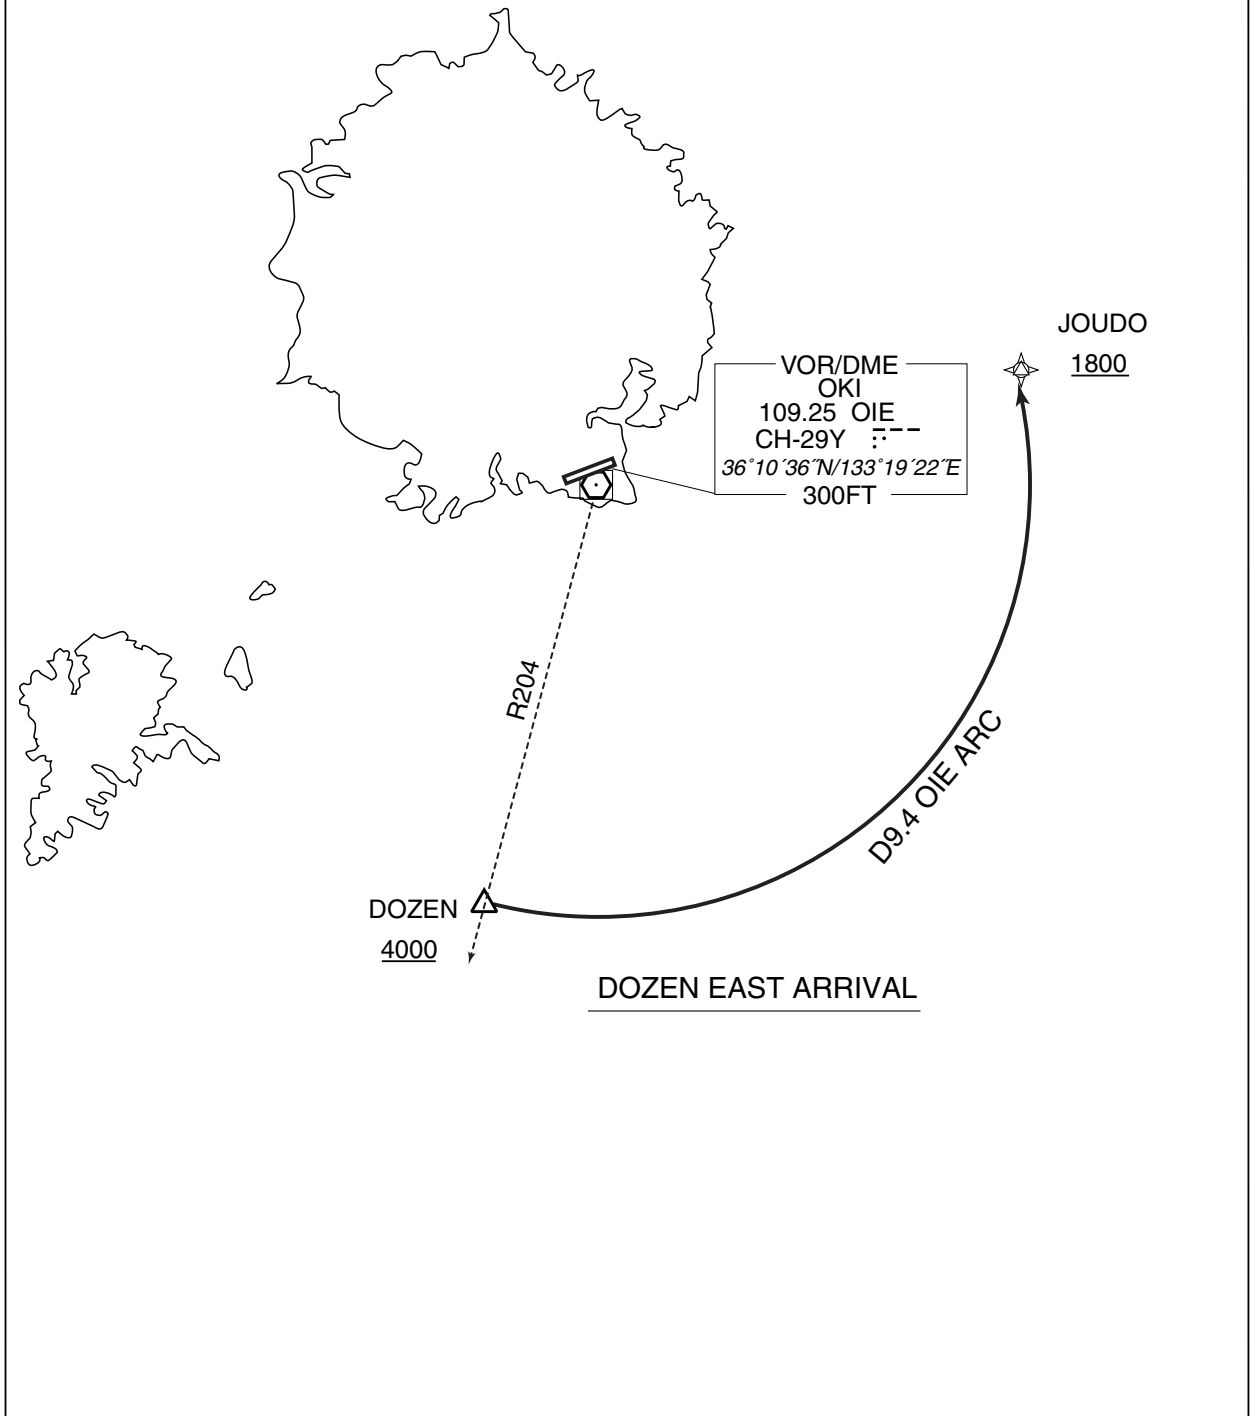 JOUDO
1800
VOR/DME
OKI
109.25 OIE
CH-29Y
36°10′36″N/133°19′22″E
300FT
R204
D9.4 OIE ARC
DOZEN
4000
DOZEN EAST ARRIVAL